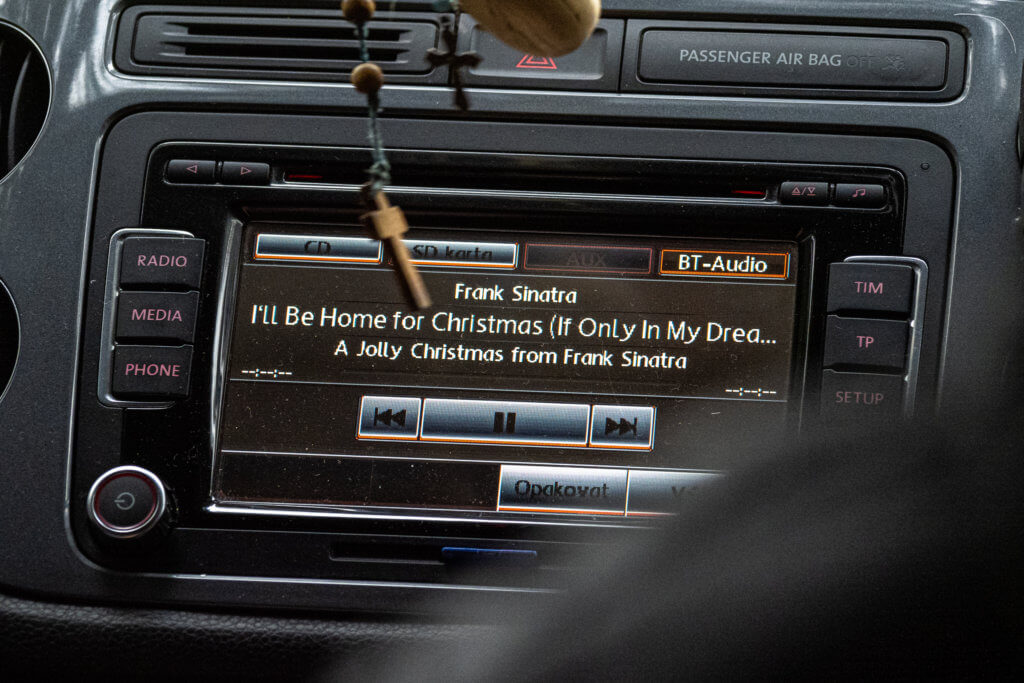 PASSENGER AIR BAG OFF
RADIO
MEDIA
PHONE
CD
SD karta
AUX
BT-Audio
Frank Sinatra
I'll Be Home for Christmas (If Only In My Drea...
A Jolly Christmas from Frank Sinatra
--:--:--
--:--:--
Opakovat
TIM
TP
SETUP